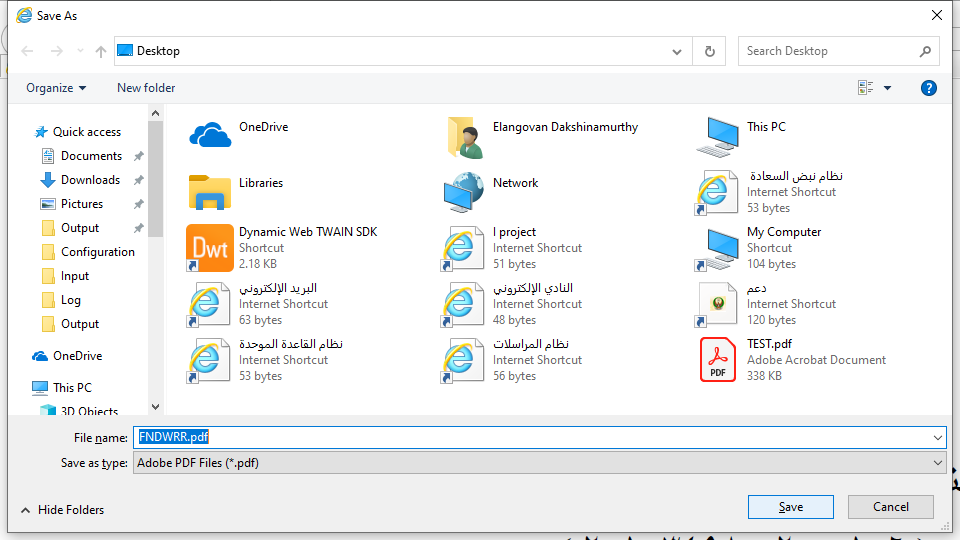 Save As
Desktop
Search Desktop
Organize
New folder
Quick access
Documents
Downloads
Pictures
Output
Configuration
Input
Log
Output
OneDrive
This PC
3D Objects
OneDrive
Elangovan Dakshinamurthy
This PC
Libraries
Network
نظام نبض السعادة
Internet Shortcut
53 bytes
Dwt
Dynamic Web TWAIN SDK
Shortcut
2.18 KB
I project
Internet Shortcut
51 bytes
My Computer
Shortcut
104 bytes
البريد الإلكتروني
Internet Shortcut
63 bytes
النادي الإلكتروني
Internet Shortcut
48 bytes
دعم
Internet Shortcut
120 bytes
نظام القاعدة الموحدة
Internet Shortcut
53 bytes
نظام المراسلات
Internet Shortcut
56 bytes
PDF
TEST.pdf
Adobe Acrobat Document
338 KB
File name:
FNDWRR.pdf
Save as type:
Adobe PDF Files (*.pdf)
Hide Folders
Save
Cancel